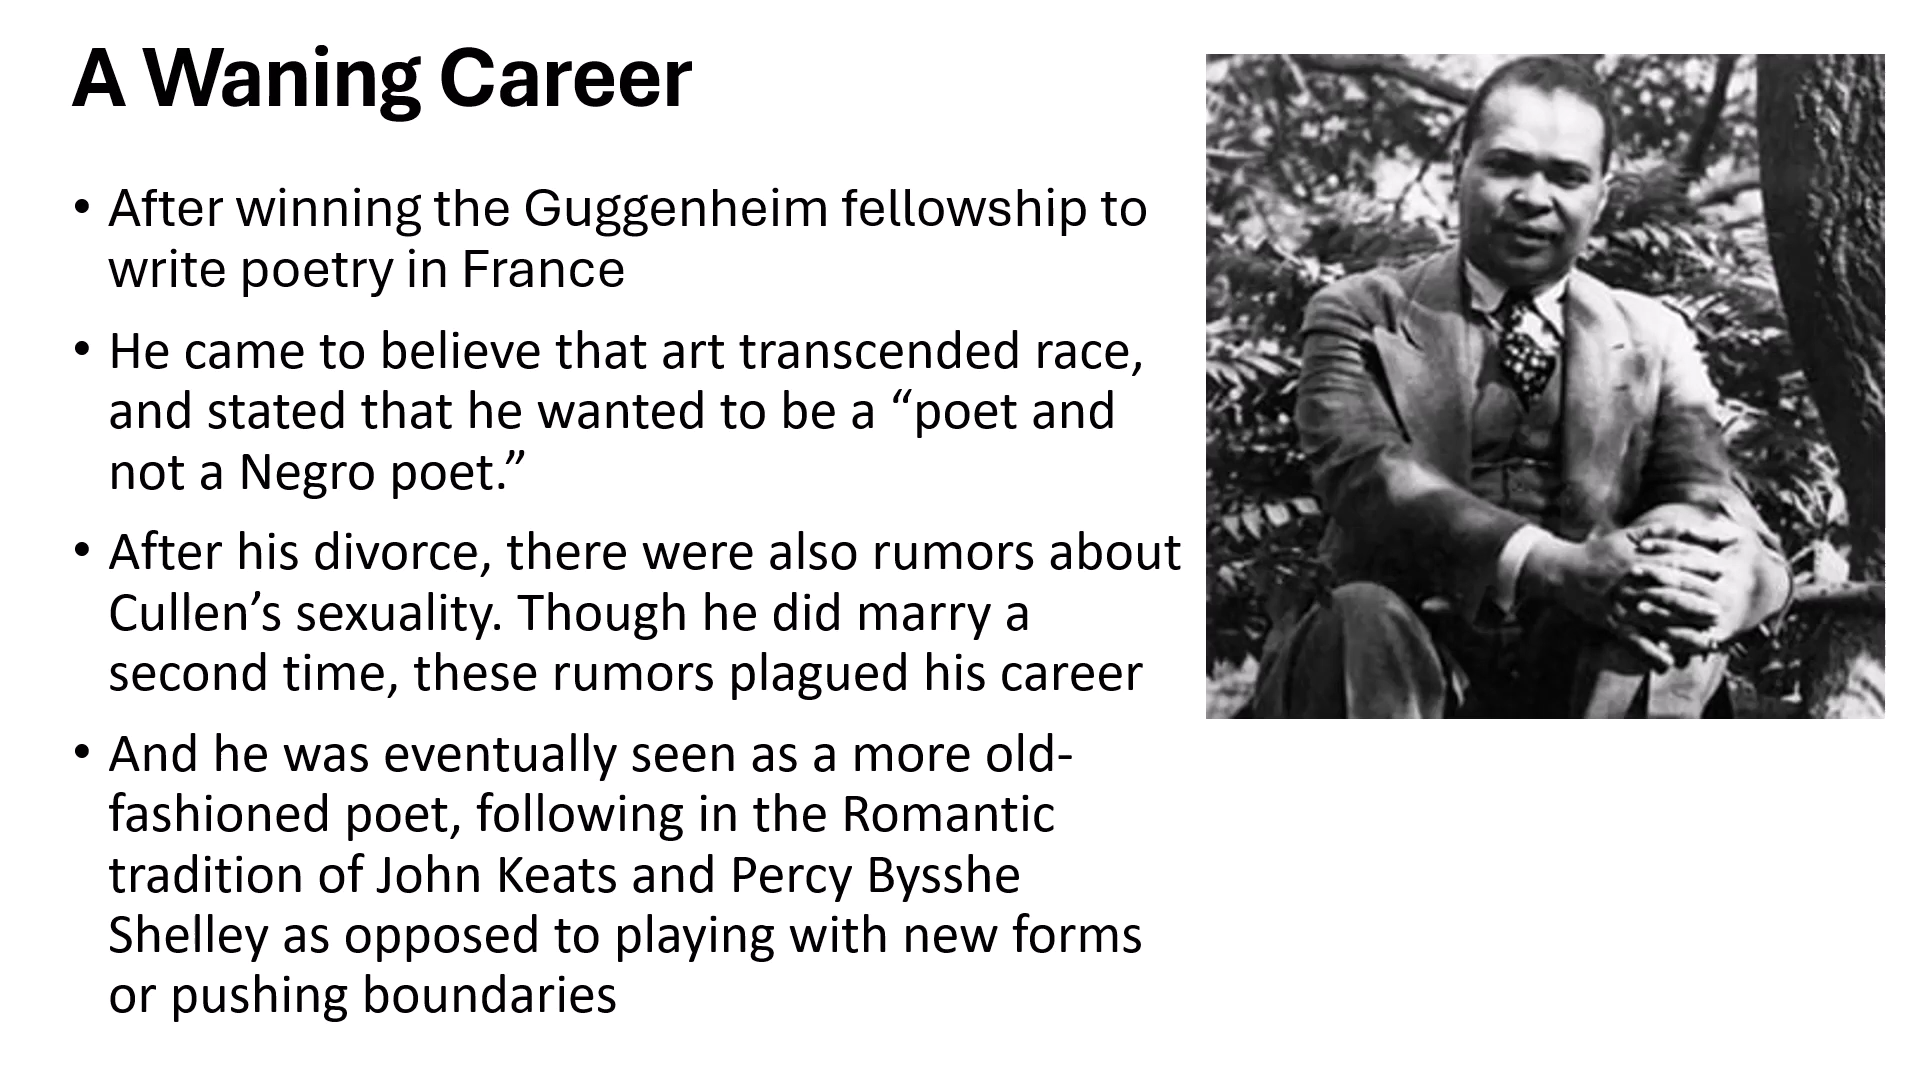 A Waning Career
• After winning the Guggenheim fellowship to
write poetry in France
• He came to believe that art transcended race,
and stated that he wanted to be a “poet and
not a Negro poet.”
• After his divorce, there were also rumors about
Cullen’s sexuality. Though he did marry a
second time, these rumors plagued his career
• And he was eventually seen as a more old-
fashioned poet, following in the Romantic
tradition of John Keats and Percy Bysshe
Shelley as opposed to playing with new forms
or pushing boundaries